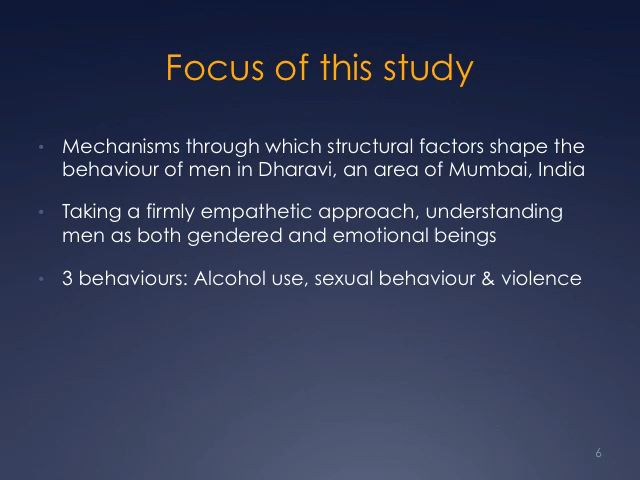 Focus of this study
• Mechanisms through which structural factors shape the
behaviour of men in Dharavi, an area of Mumbai, India
• Taking a firmly empathetic approach, understanding
men as both gendered and emotional beings
• 3 behaviours: Alcohol use, sexual behaviour & violence
6